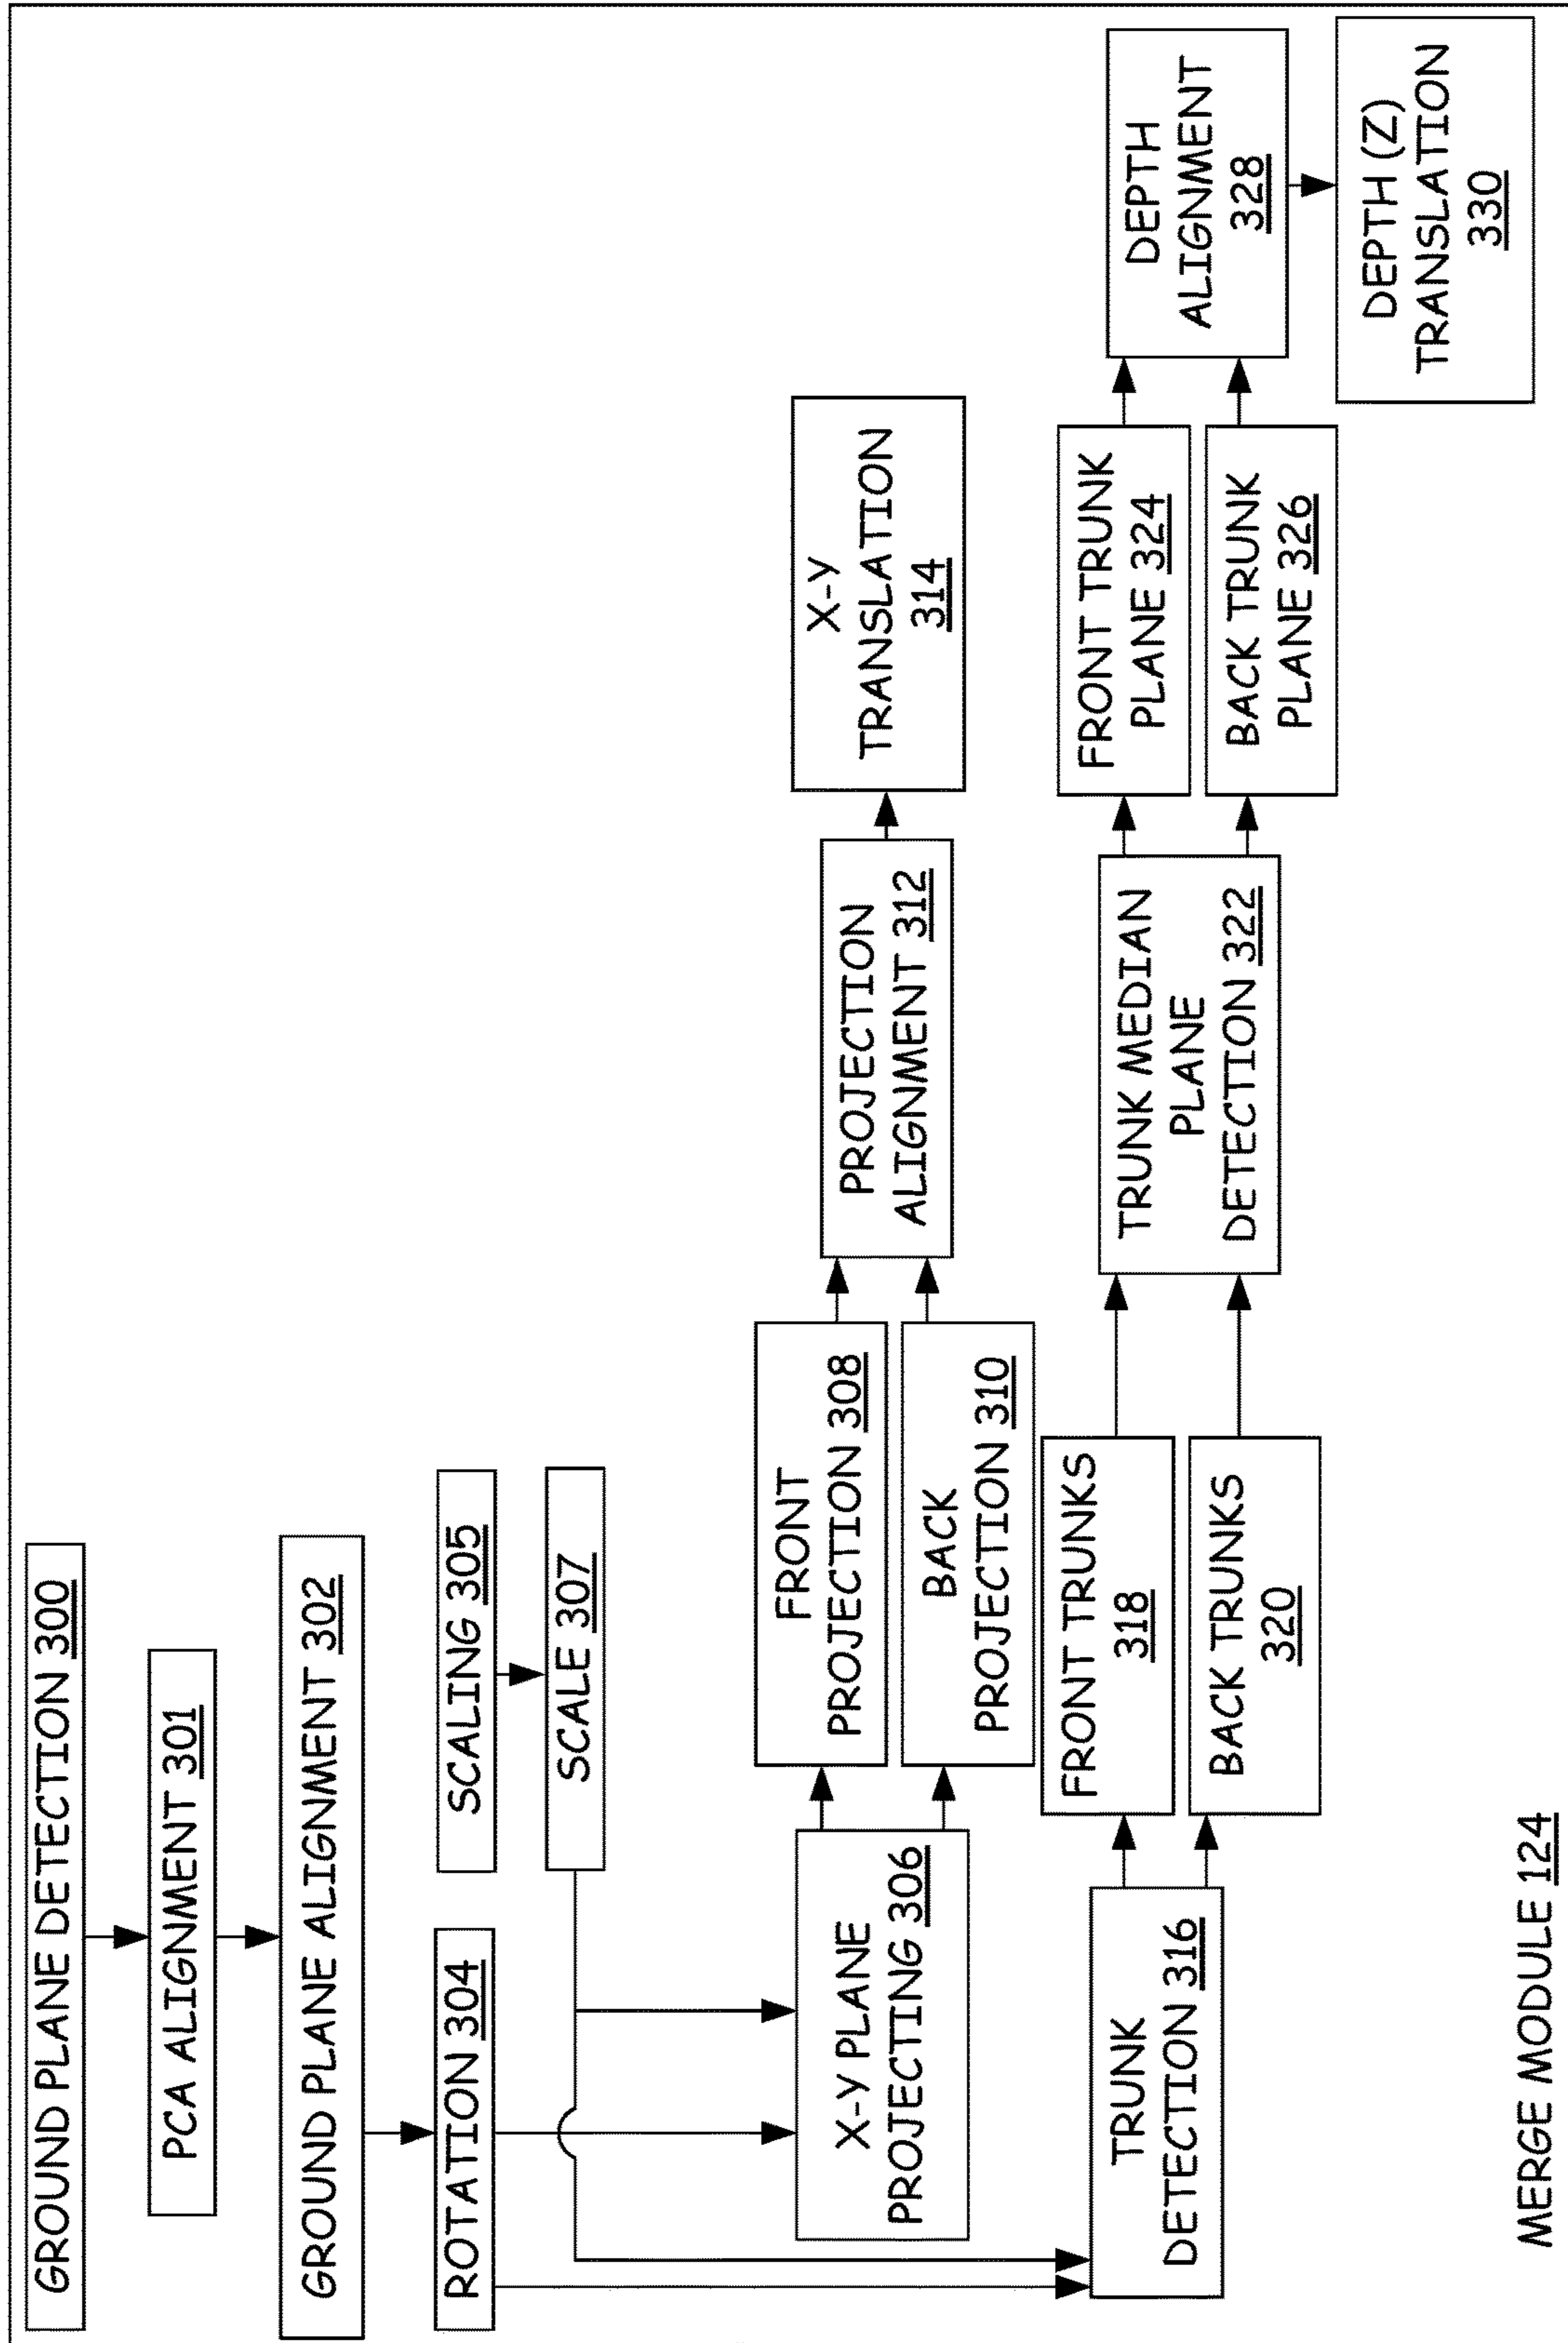 GROUND PLANE DETECTION 300
PCA ALIGNMENT 301
GROUND PLANE ALIGNMENT 302
ROTATION 304
SCALING 305
SCALE 307
X-Y PLANE
PROJECTING 306
FRONT
PROJECTION 308
BACK
PROJECTION 310
PROJECTION
ALIGNMENT 312
X-Y
TRANSLATION
314
TRUNK
DETECTION 316
FRONT TRUNKS
318
BACK TRUNKS
320
TRUNK MEDIAN
PLANE
DETECTION 322
FRONT TRUNK
PLANE 324
BACK TRUNK
PLANE 326
DEPTH
ALIGNMENT
328
DEPTH (Z)
TRANSLATION
330
MERGE MODULE 124